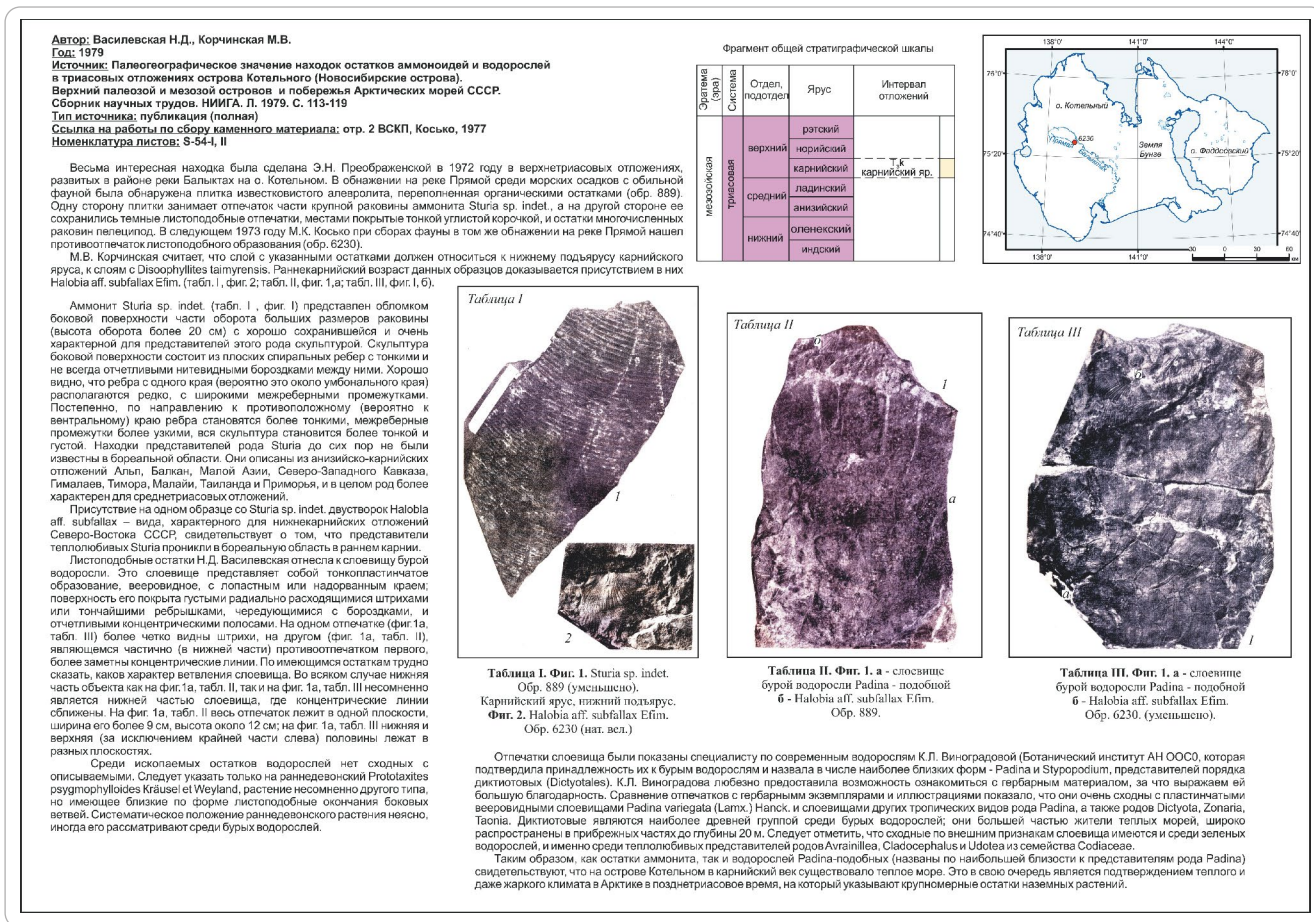 Автор: Василевская Н.Д., Корчинская М.В.
Год: 1979
Источник: Палеогеографическое значение находок остатков аммоноидей и водорослей
в триасовых отложениях острова Котельного (Новосибирские острова).
Верхний палеозой и мезозой островов и побережья Арктических морей СССР.
Сборник научных трудов. НИИГА. Л. 1979. С. 113-119
Тип источника: публикация (полная)
Ссылка на работы по сбору каменного материала: отр. 2 ВСКП, Косько, 1977
Номенклатура листов: S-54-I, II
Весьма интересная находка была сделана Э.Н. Преображенской в 1972 году в верхнетриасовых отложениях,
развитых в районе реки Балыктах на о. Котельном. В обнажении на реке Прямой среди морских осадков с обильной
фауной была обнаружена плитка известковистого алевролита, переполненная органическими остатками (обр. 889).
Одну сторону плитки занимает отпечаток части крупной раковины аммонита Sturia sp. indet., а на другой стороне ее
сохранились темные листоподобные отпечатки, местами покрытые тонкой углистой корочкой, и остатки многочисленных
раковин пелеципод. В следующем 1973 году М.К. Косько при сборах фауны в том же обнажении на реке Прямой нашел
противоотпечаток листоподобного образования (обр. 6230).
М.В. Корчинская считает, что слой с указанными остатками должен относиться к нижнему подъярусу карнийского
яруса, к слоям с Disoophyllites taimyrensis. Раннекарнийский возраст данных образцов доказывается присутствием в них
Halobia aff. subfallax Efim. (табл. I , фиг. 2; табл. II, фиг. 1,а; табл. III, фиг. I, б).
Аммонит Sturia sp. indet. (табл. I , фиг. I) представлен обломком
боковой поверхности части оборота больших размеров раковины
(высота оборота более 20 см) с хорошо сохранившейся и очень
характерной для представителей этого рода скульптурой. Скульптура
боковой поверхности состоит из плоских спиральных ребер с тонкими и
не всегда отчетливыми нитевидными бороздками между ними. Хорошо
видно, что ребра с одного края (вероятно это около умбонального края)
располагаются редко, с широкими межреберными промежутками.
Постепенно, по направлению к противоположному (вероятно к
вентральному) краю ребра становятся более тонкими, межреберные
промежутки более узкими, вся скульптура становится более тонкой и
густой. Находки представителей рода Sturia до сих пор не были
известны в бореальной области. Они описаны из анизийско-карнийских
отложений Альп, Балкан, Малой Азии, Северо-Западного Кавказа,
Гималаев, Тимора, Малайи, Таиланда и Приморья, и в целом род более
характерен для среднетриасовых отложений.
Присутствие на одном образце со Sturia sp. indet. двустворок Halobla
aff. subfallax – вида, характерного для нижнекарнийских отложений
Северо-Востока СССР, свидетельствует о том, что представители
теплолюбивых Sturia проникли в бореальную область в раннем карнии.
Листоподобные остатки Н.Д. Василевская отнесла к слоевищу бурой
водоросли. Это слоевище представляет собой тонкопластинчатое
образование, вееровидное, с лопастным или надорванным краем;
поверхность его покрыта густыми радиально расходящимися штрихами
или тончайшими ребрышками, чередующимися с бороздками, и
отчетливыми концентрическими полосами. На одном отпечатке (фиг.1а,
табл. III) более четко видны штрихи, на другом (фиг. 1а, табл. II),
являющемся частично (в нижней части) противоотпечатком первого,
более заметны концентрические линии. По имеющимся остаткам трудно
сказать, каков характер ветвления слоевища. Во всяком случае нижняя
часть объекта как на фиг.1а, табл. II, так и на фиг. 1а, табл. III несомненно
является нижней частью слоевища, где концентрические линии
сближены. На фиг. 1а, табл. II весь отпечаток лежит в одной плоскости,
ширина его более 9 см, высота около 12 см; на фиг. 1а, табл. III нижняя и
верхняя (за исключением крайней части слева) половины лежат в
разных плоскостях.
Среди ископаемых остатков водорослей нет сходных с
описываемыми. Следует указать только на раннедевонский Prototaxites
psygmophylloides Kräusel et Weyland, растение несомненно другого типа,
но имеющее близкие по форме листоподобные окончания боковых
ветвей. Систематическое положение раннедевонского растения неясно,
иногда его рассматривают среди бурых водорослей.
Фрагмент общей стратиграфической шкалы
Эратема (эра)
Система
Отдел, подотдел
Ярус
Интервал отложений
мезозойская
триасовая
верхний
средний
нижний
рэтский
норийский
карнийский
ладинский
анизийский
оленекский
индский
T₃k
карнийский яр.
138°0' 141°0' 144°0'
76°0' 76°0'
о. Котельный
6230
Прямая
Балыктах
Земля
Бунге
о. Фаддеевский
75°20' 75°20'
74°40' 74°40'
138°0' 141°0'
30 0 30 60
км
Таблица I
1
2
Таблица II
б
1
а
Таблица III
б
а
1
Таблица I. Фиг. 1. Sturia sp. indet.
Обр. 889 (уменьшено).
Карнийский ярус, нижний подъярус.
Фиг. 2. Halobia aff. subfallax Efim.
Обр. 6230 (нат. вел.)
Таблица II. Фиг. 1. а - слоевище
бурой водоросли Padina - подобной
б - Halobia aff. subfallax Efim.
Обр. 889.
Таблица III. Фиг. 1. а - слоевище
бурой водоросли Padina - подобной
б - Halobia aff. subfallax Efim.
Обр. 6230. (уменьшено).
Отпечатки слоевища были показаны специалисту по современным водорослям К.Л. Виноградовой (Ботанический институт АН ООС0, которая
подтвердила принадлежность их к бурым водорослям и назвала в числе наиболее близких форм - Padina и Stypopodium, представителей порядка
диктиотовых (Dictyotales). К.Л. Виноградова любезно предоставила возможность ознакомиться с гербарным материалом, за что выражаем ей
большую благодарность. Сравнение отпечатков с гербарными экземплярами и иллюстрациями показало, что они очень сходны с пластинчатыми
вееровидными слоевищами Padina variegata (Lamx.) Hanck. и слоевищами других тропических видов рода Padina, а также родов Dictyota, Zonaria,
Taonia. Диктиотовые являются наиболее древней группой среди бурых водорослей; они большей частью жители теплых морей, широко
распространены в прибрежных частях до глубины 20 м. Следует отметить, что сходные по внешним признакам слоевища имеются и среди зеленых
водорослей, и именно среди теплолюбивых представителей родов Avrainillea, Cladocephalus и Udotea из семейства Codiaceae.
Таким образом, как остатки аммонита, так и водорослей Padina-подобных (названы по наибольшей близости к представителям рода Padina)
свидетельствуют, что на острове Котельном в карнийский век существовало теплое море. Это в свою очередь является подтверждением теплого и
даже жаркого климата в Арктике в позднетриасовое время, на который указывают крупномерные остатки наземных растений.